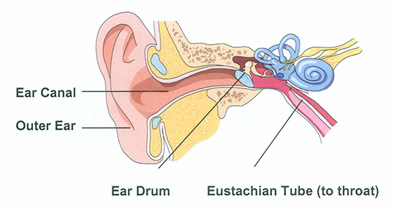 Ear Canal
Outer Ear
Ear Drum
Eustachian Tube (to throat)